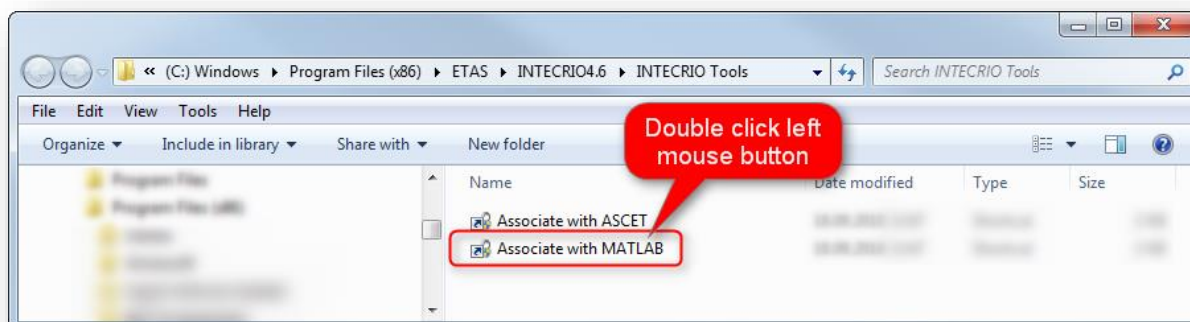 « (C:) Windows ▸ Program Files (x86) ▸ ETAS ▸ INTECRIO4.6 ▸ INTECRIO Tools
Search INTECRIO Tools
File Edit View Tools Help
Organize Include in library Share with New folder
Double click left
mouse button
Name Date modified Type Size
Associate with ASCET
Associate with MATLAB